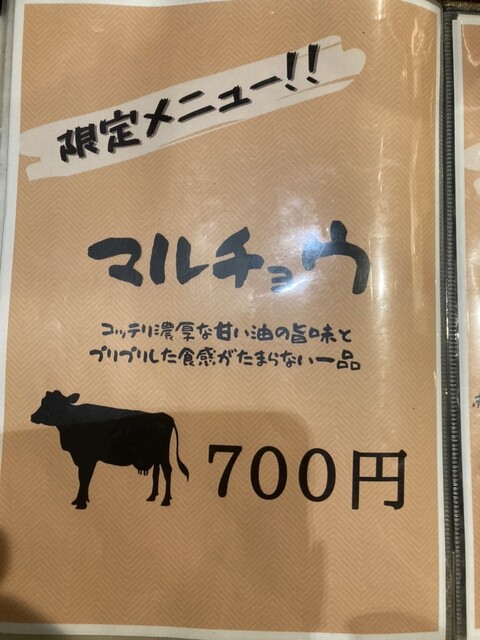 限定メニュー!!
マルチョウ
コッテリ濃厚な甘い油の旨味と
プリプリした食感がたまらない一品
700円